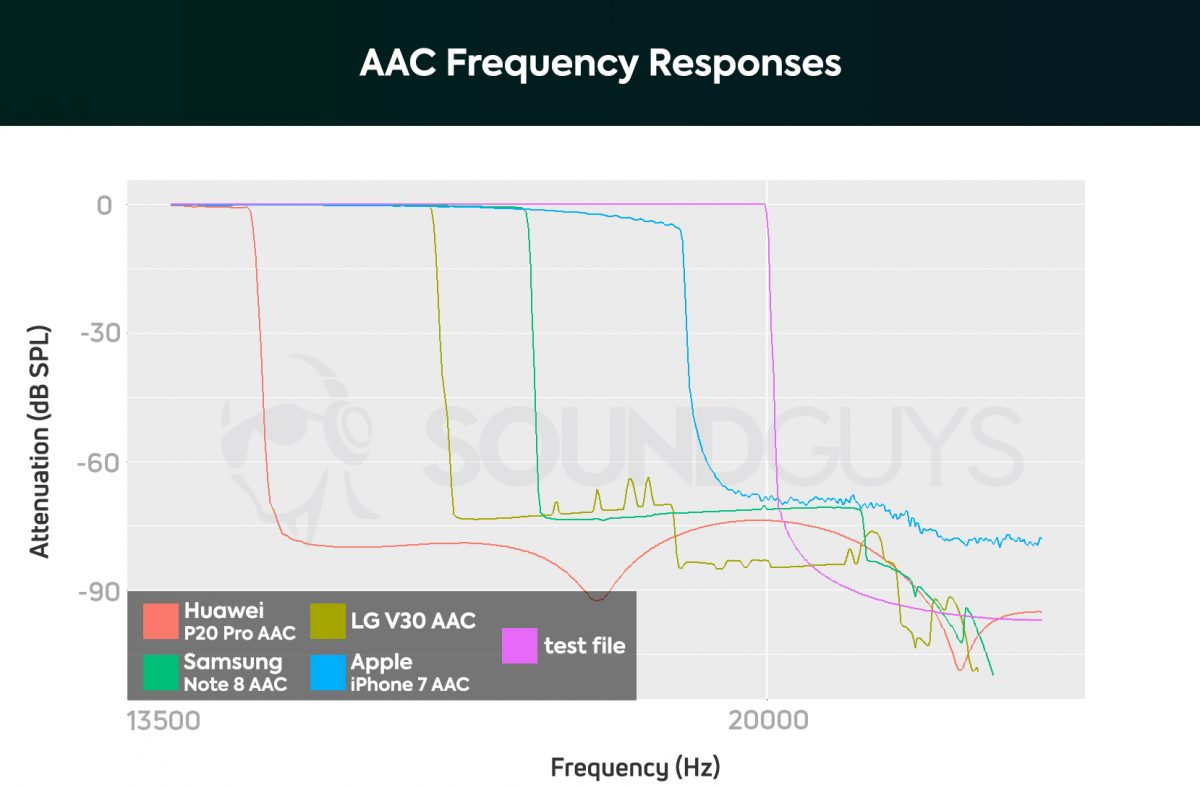 AAC Frequency Responses
0
-30
-60
-90
Attenuation (dB SPL)
SOUNDGUYS
Huawei
P20 Pro AAC
LG V30 AAC
Samsung
Note 8 AAC
Apple
iPhone 7 AAC
test file
13500
20000
Frequency (Hz)